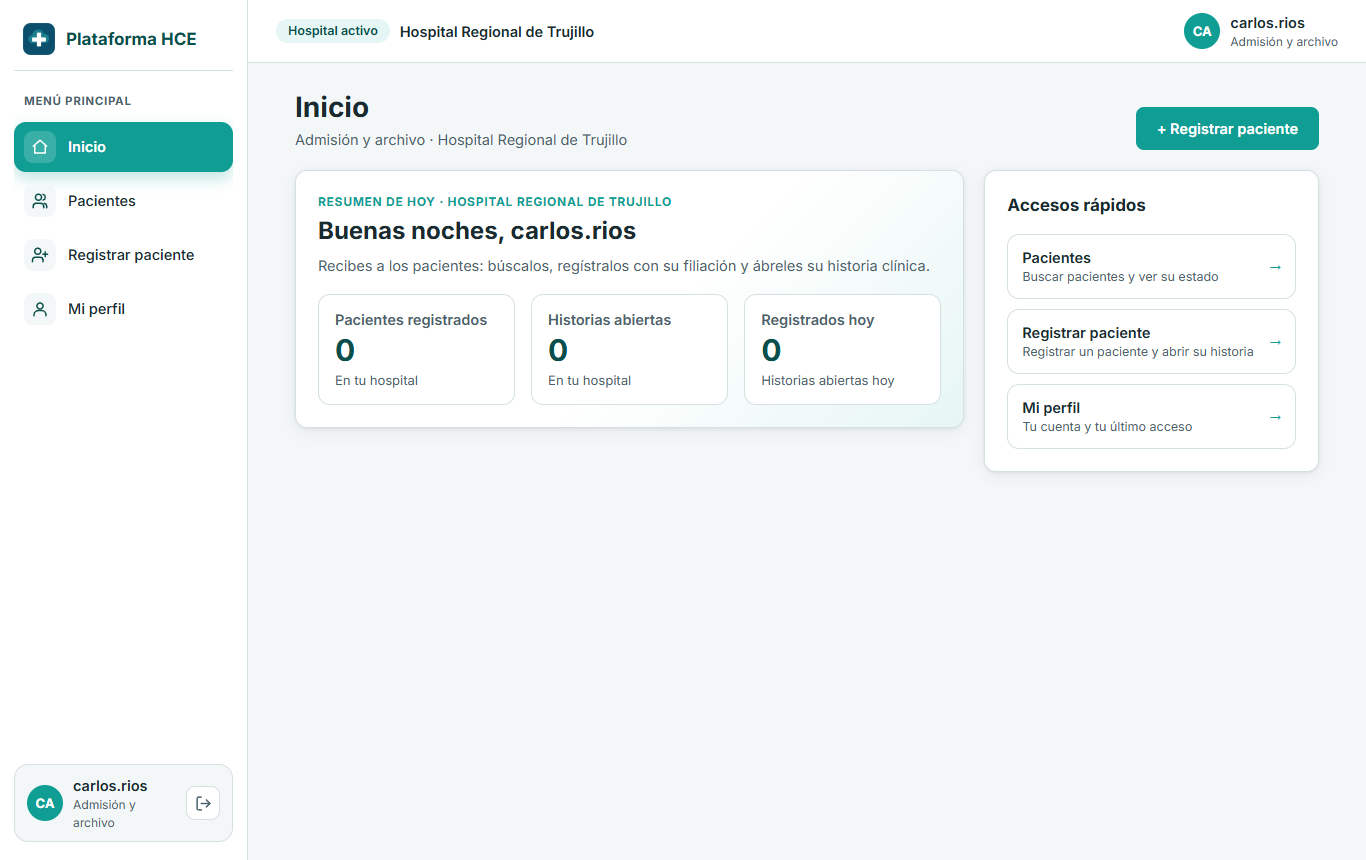 Plataforma HCE
MENÚ PRINCIPAL
Inicio
Pacientes
Registrar paciente
Mi perfil
CA
carlos.rios
Admisión y
archivo
Hospital activo
Hospital Regional de Trujillo
CA
carlos.rios
Admisión y archivo
Inicio
Admisión y archivo · Hospital Regional de Trujillo
+ Registrar paciente
RESUMEN DE HOY · HOSPITAL REGIONAL DE TRUJILLO
Buenas noches, carlos.rios
Recibes a los pacientes: búscalos, regístralos con su filiación y ábreles su historia clínica.
Pacientes registrados
0
En tu hospital
Historias abiertas
0
En tu hospital
Registrados hoy
0
Historias abiertas hoy
Accesos rápidos
Pacientes
Buscar pacientes y ver su estado
→
Registrar paciente
Registrar un paciente y abrir su historia
→
Mi perfil
Tu cuenta y tu último acceso
→